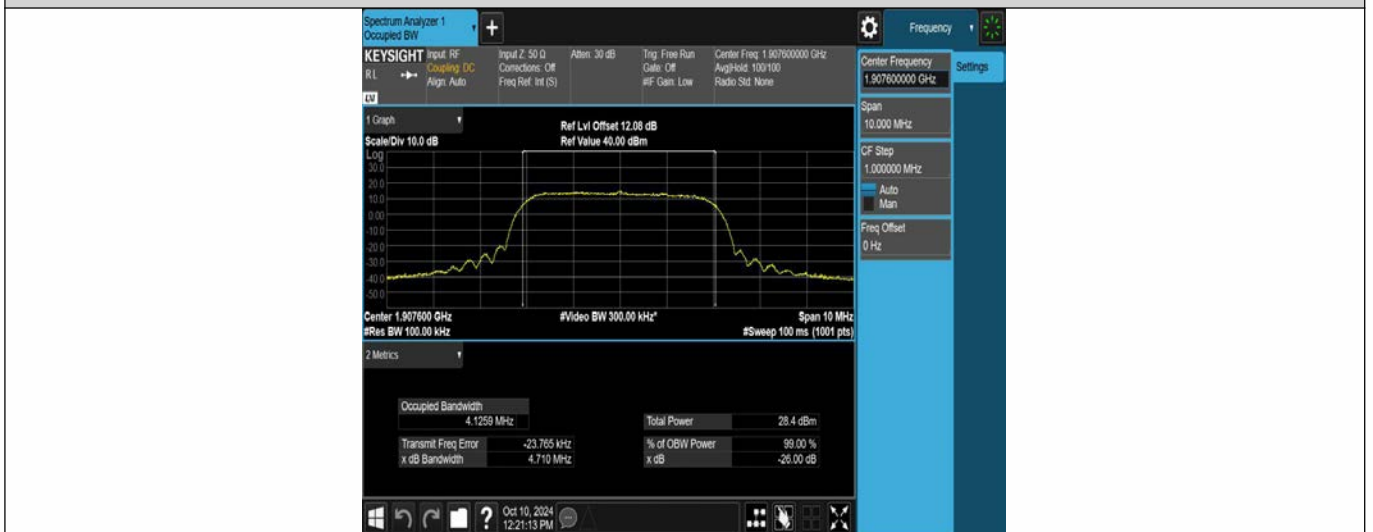 Spectrum Analyzer 1
Occupied BW
+
Frequency
KEYSIGHT
RL
LW
Input: RF
Coupling: DC
Align: Auto
Input Z: 50 Ω
Corrections: Off
Freq Ref: Int (S)
Atten: 30 dB
Trig: Free Run
Gate: Off
#IF Gain: Low
Center Freq: 1.907600000 GHz
Avg|Hold: 100/100
Radio Std: None
Center Frequency
1.907600000 GHz
Settings
Span
10.000 MHz
CF Step
1.000000 MHz
Auto
Man
Freq Offset
0 Hz
1 Graph
Scale/Div 10.0 dB
Ref Lvl Offset 12.08 dB
Ref Value 40.00 dBm
Log
30.0
20.0
10.0
0.00
-10.0
-20.0
-30.0
-40.0
-50.0
Center 1.907600 GHz
#Video BW 300.00 kHz*
Span 10 MHz
#Res BW 100.00 kHz
#Sweep 100 ms (1001 pts)
2 Metrics
Occupied Bandwidth
4.1259 MHz
Total Power 28.4 dBm
Transmit Freq Error -23.765 kHz
% of OBW Power 99.00 %
x dB Bandwidth 4.710 MHz
x dB -26.00 dB
?
Oct 10, 2024
12:21:13 PM